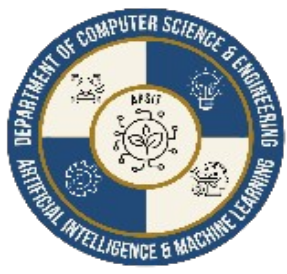 DEPARTMENT OF COMPUTER SCIENCE & ENGINEERING
APSIT
ARTIFICIAL INTELLIGENCE & MACHINE LEARNING